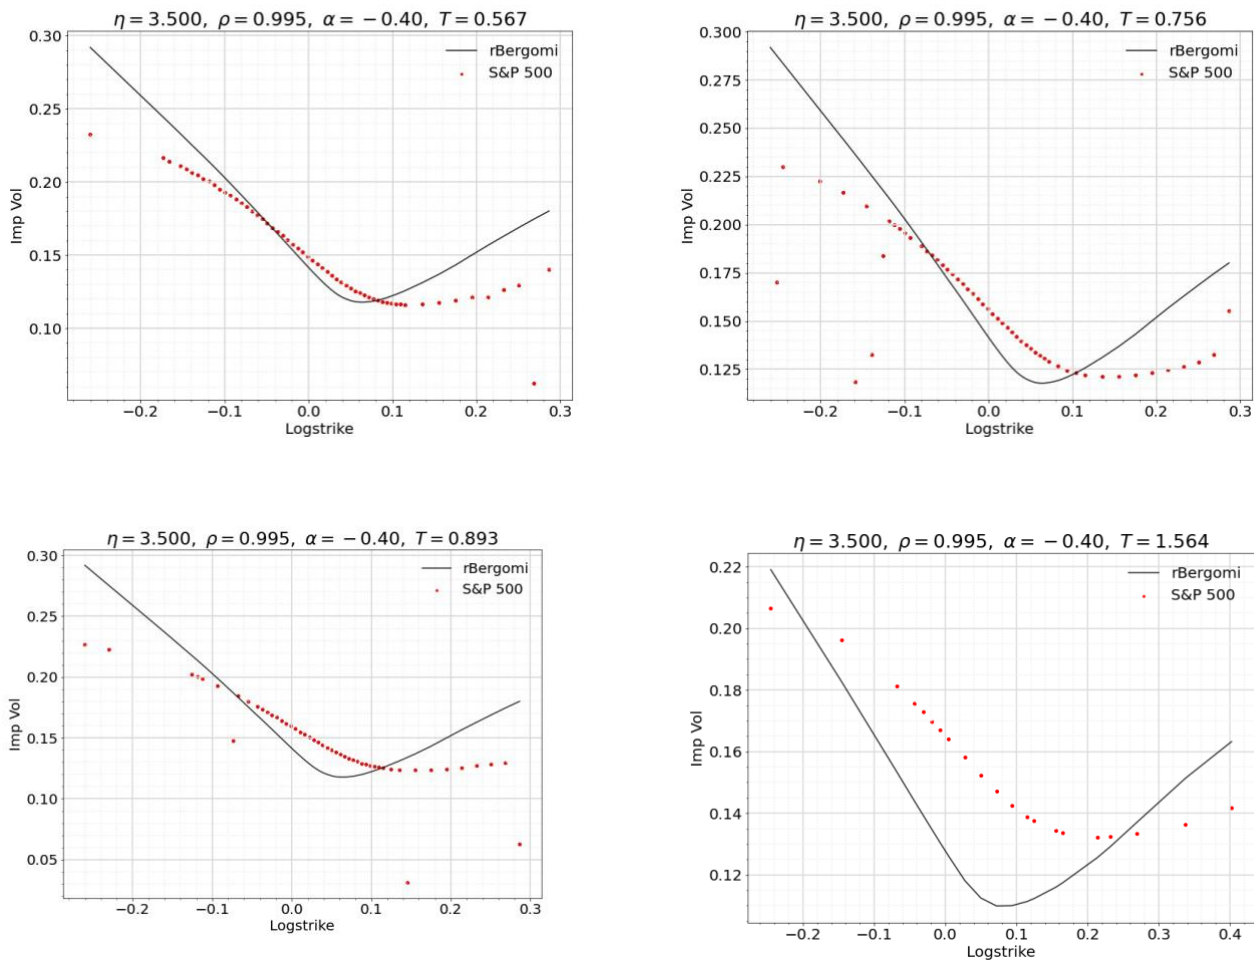 η = 3.500, ρ = 0.995, α = −0.40, T = 0.567
0.30
0.25
0.20
0.15
0.10
Imp Vol
rBergomi
S&P 500
−0.2
−0.1
0.0
0.1
0.2
0.3
Logstrike
η = 3.500, ρ = 0.995, α = −0.40, T = 0.756
0.300
0.275
0.250
0.225
0.200
0.175
0.150
0.125
Imp Vol
rBergomi
S&P 500
−0.2
−0.1
0.0
0.1
0.2
0.3
Logstrike
η = 3.500, ρ = 0.995, α = −0.40, T = 0.893
0.30
0.25
0.20
0.15
0.10
0.05
Imp Vol
rBergomi
S&P 500
−0.2
−0.1
0.0
0.1
0.2
0.3
Logstrike
η = 3.500, ρ = 0.995, α = −0.40, T = 1.564
0.22
0.20
0.18
0.16
0.14
0.12
Imp Vol
rBergomi
S&P 500
−0.2
−0.1
0.0
0.1
0.2
0.3
0.4
Logstrike